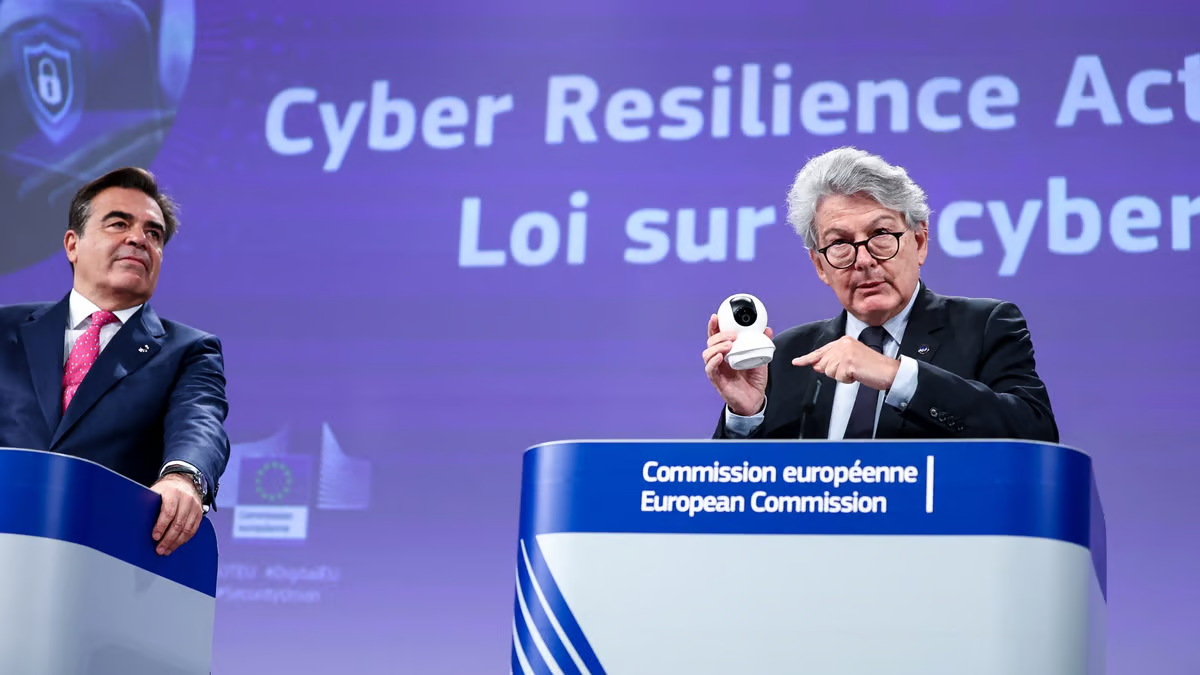 Cyber Resilience Act
Loi sur cyber
Commission européenne
European Commission
#DigitalEU
#SecurityUnion